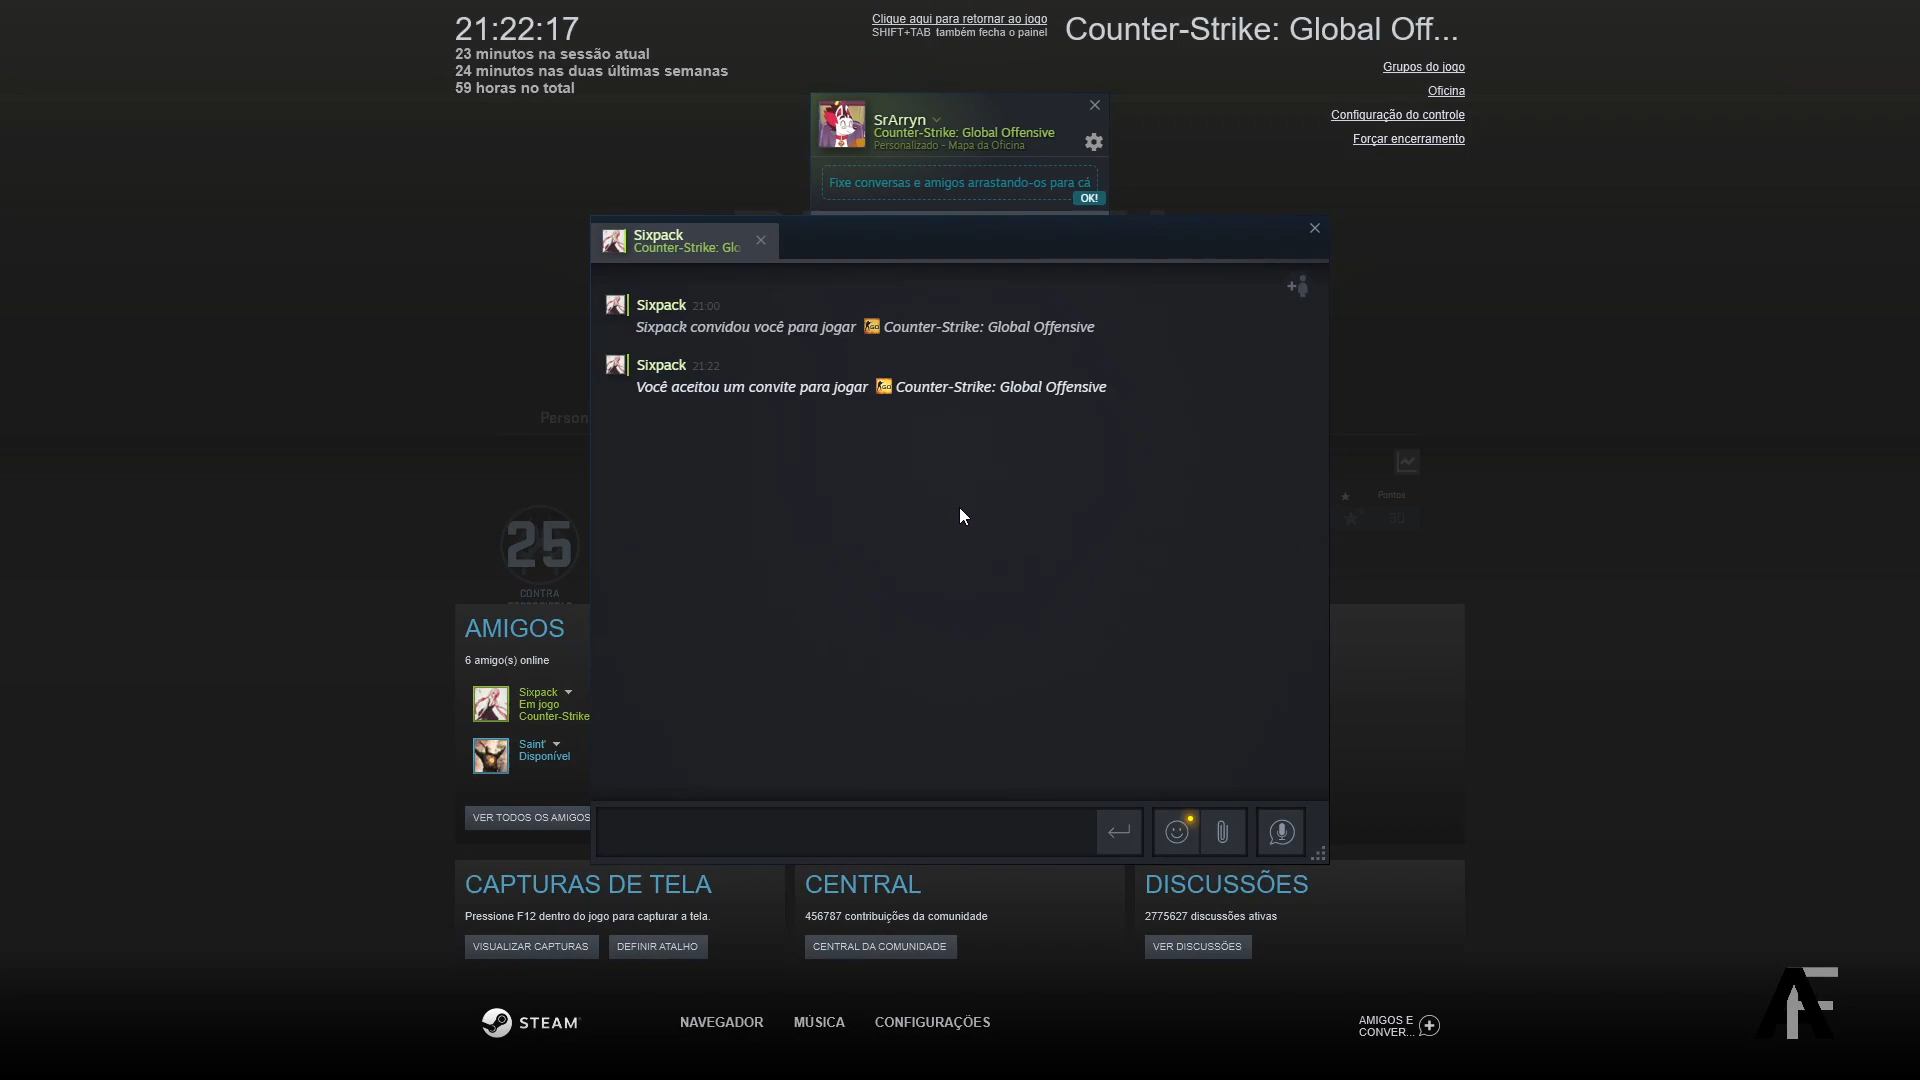 21:22:17
23 minutos na sessão atual
24 minutos nas duas últimas semanas
59 horas no total
Clique aqui para retornar ao jogo
SHIFT+TAB também fecha o painel
Counter-Strike: Global Off...
Grupos do jogo
Oficina
Configuração do controle
Forçar encerramento
SrArryn
Counter-Strike: Global Offensive
Personalizado - Mapa da Oficina
Fixe conversas e amigos arrastando-os para cá
OK!
Sixpack
Counter-Strike: Glo
Sixpack 21:00
Sixpack convidou você para jogar Counter-Strike: Global Offensive
Sixpack 21:22
Você aceitou um convite para jogar Counter-Strike: Global Offensive
Person
Pontos
30
25
CONTRA
AMIGOS
6 amigo(s) online
Sixpack
Em jogo
Counter-Strike
Saint'
Disponível
VER TODOS OS AMIGOS
CAPTURAS DE TELA
Pressione F12 dentro do jogo para capturar a tela.
VISUALIZAR CAPTURAS
DEFINIR ATALHO
CENTRAL
456787 contribuições da comunidade
CENTRAL DA COMUNIDADE
DISCUSSÕES
2775627 discussões ativas
VER DISCUSSÕES
STEAM
NAVEGADOR
MÚSICA
CONFIGURAÇÕES
AMIGOS E
CONVER...
AF